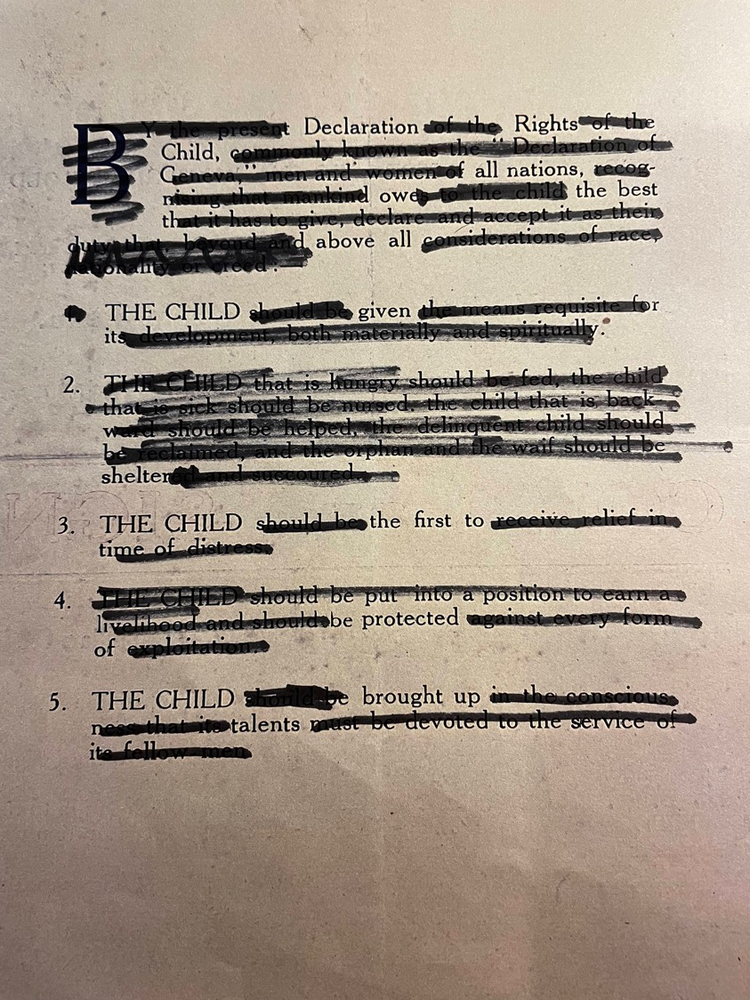 BY the present Declaration of the Rights of the
Child, commonly known as the “ Declaration of
Geneva,” men and women of all nations, recog-
nising that mankind owes to the child the best
that it has to give, declare and accept it as their
duty that, beyond and above all considerations of race,
nationality or creed :—
THE CHILD should be given the means requisite for
its development, both materially and spiritually.
2. THE CHILD that is hungry should be fed, the child
that is sick should be nursed, the child that is back-
ward should be helped, the delinquent child should
be reclaimed, and the orphan and the waif should be
sheltered and succoured.
3. THE CHILD should be the first to receive relief in
time of distress.
4. THE CHILD should be put into a position to earn a
livelihood and should be protected against every form
of exploitation.
5. THE CHILD should be brought up in the conscious-
ness that its talents must be devoted to the service of
its fellow men.